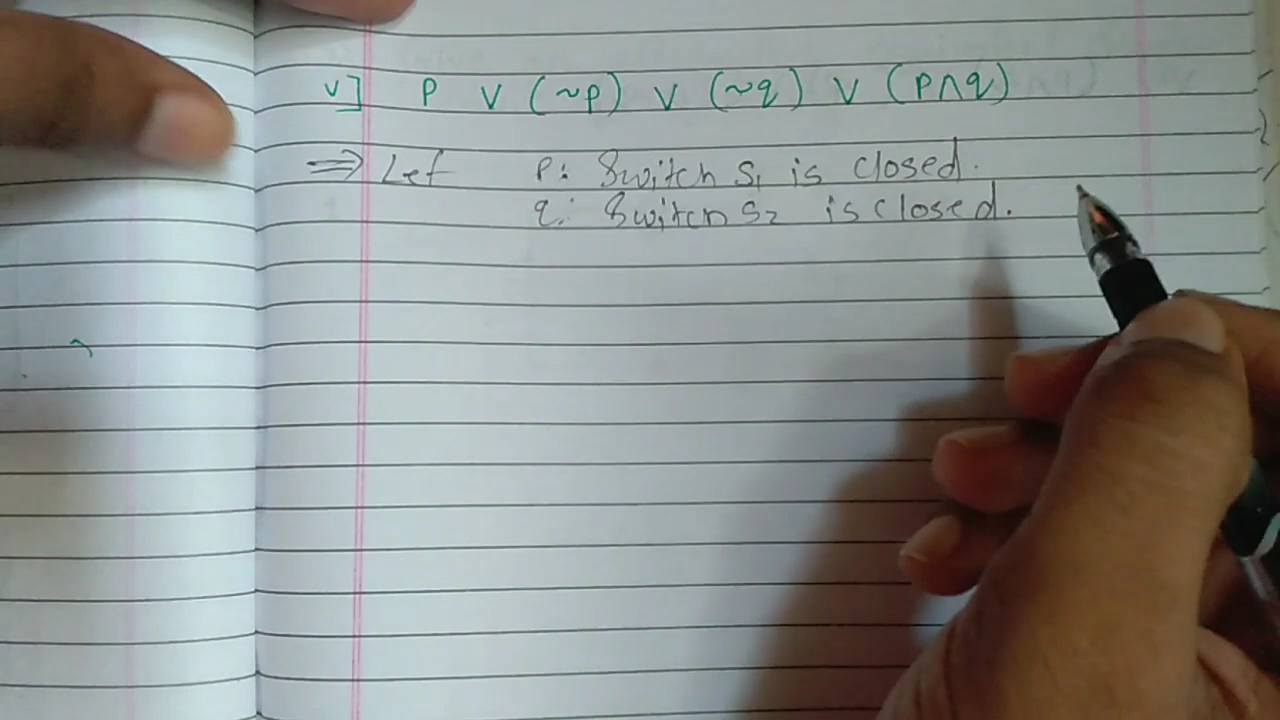 v] p ∨ (~p) ∨ (~q) ∨ (p∧q)
⇒ Let p: Switch S₁ is closed.
q: Switch S₂ is closed.